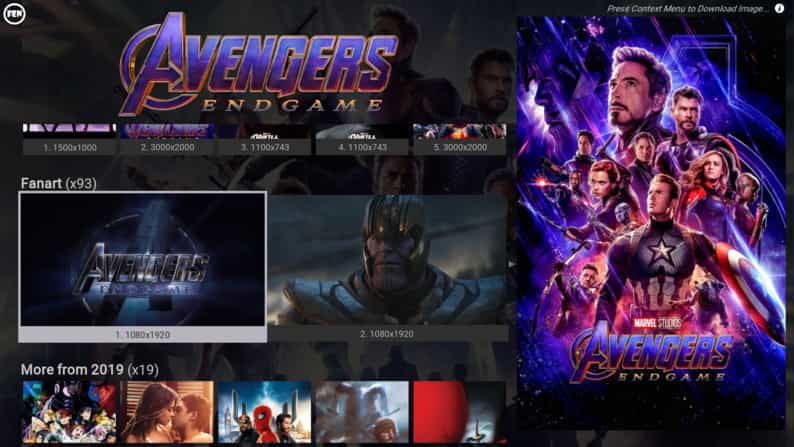 FEN
Press Context Menu to Download Image...
i
AVENGERS
ENDGAME
1. 1500x1000
2. 3000x2000
3. 1100x743
4. 1100x743
5. 3000x2000
Fanart (x93)
AVENGERS
ENDGAME
1. 1080x1920
2. 1080x1920
MARVEL STUDIOS
AVENGERS
ENDGAME
More from 2019 (x19)